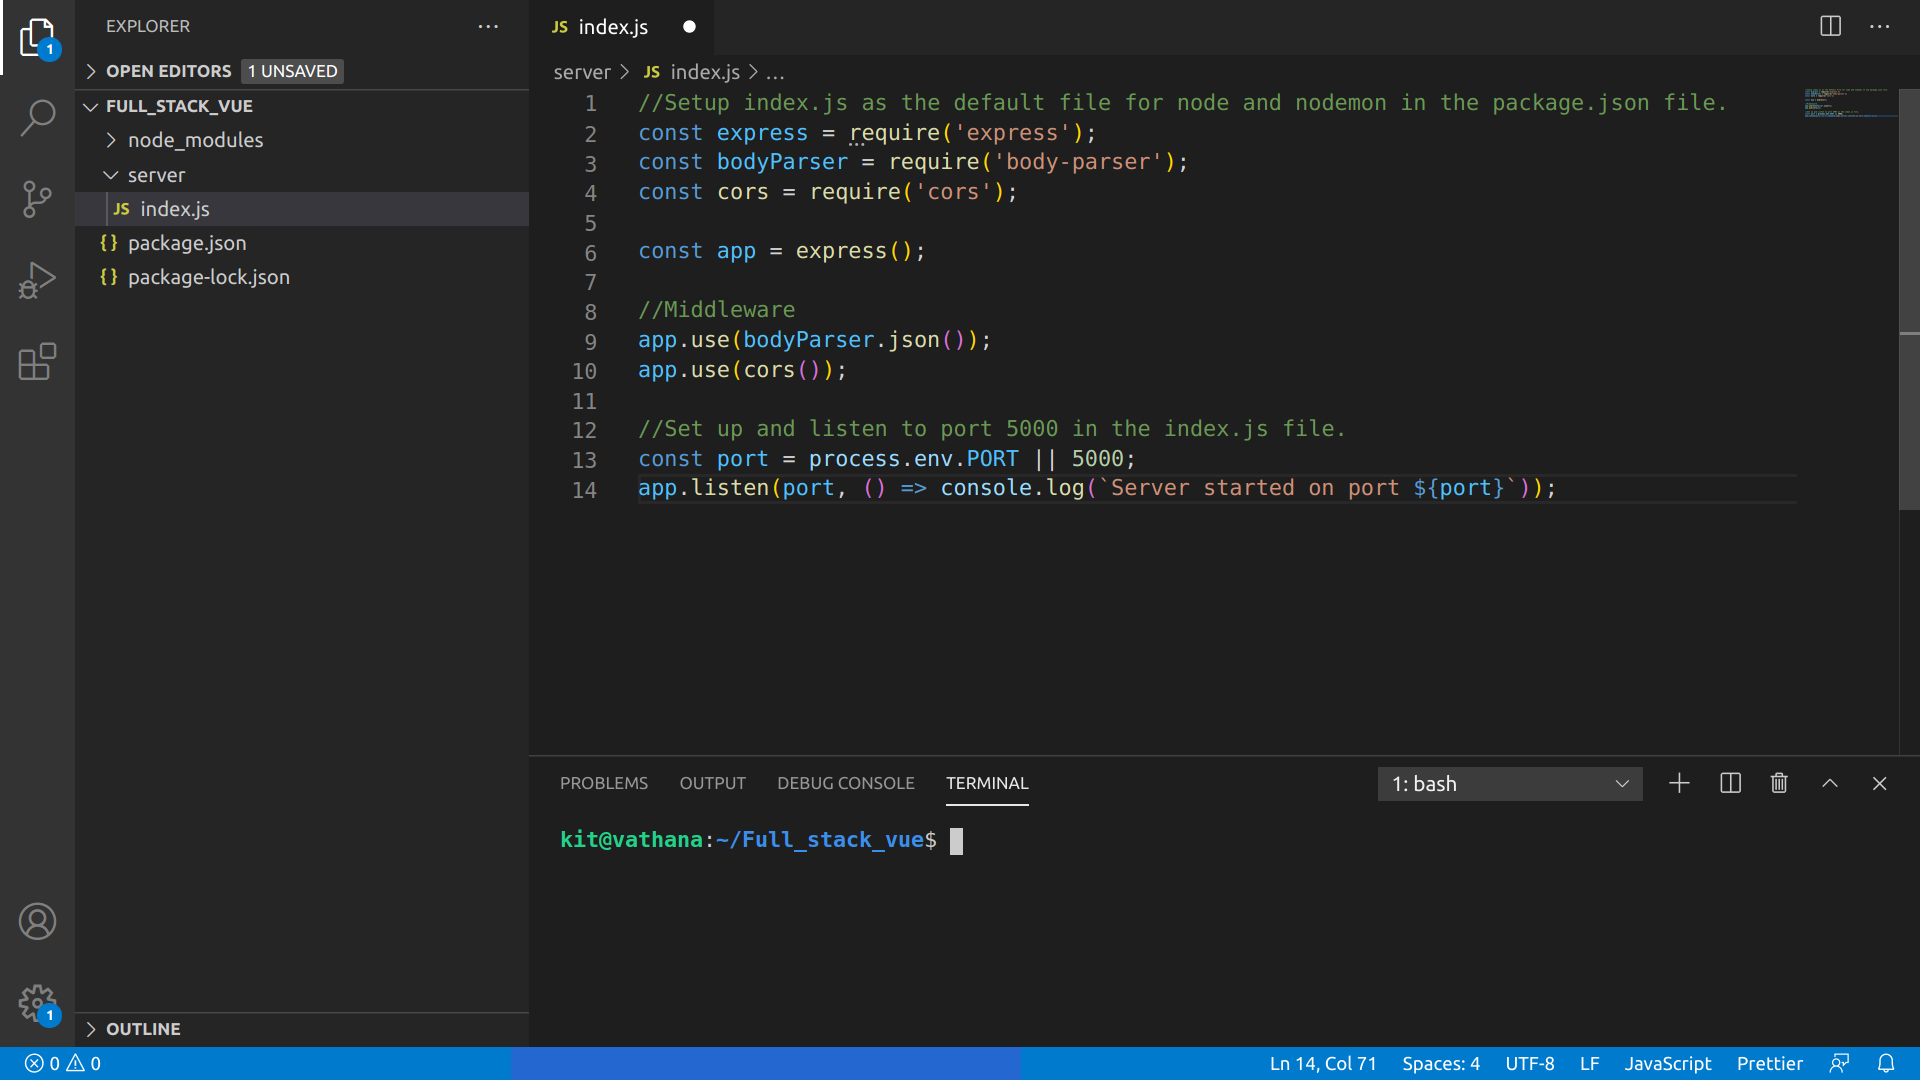 EXPLORER
OPEN EDITORS 1 UNSAVED
FULL_STACK_VUE
node_modules
server
JS index.js
{} package.json
{} package-lock.json
OUTLINE
JS index.js
server > JS index.js > ...
1 //Setup index.js as the default file for node and nodemon in the package.json file.
2 const express = require('express');
3 const bodyParser = require('body-parser');
4 const cors = require('cors');
5
6 const app = express();
7
8 //Middleware
9 app.use(bodyParser.json());
10 app.use(cors());
11
12 //Set up and listen to port 5000 in the index.js file.
13 const port = process.env.PORT || 5000;
14 app.listen(port, () => console.log(`Server started on port ${port}`));
PROBLEMS OUTPUT DEBUG CONSOLE TERMINAL 1: bash
kit@vathana:~/Full_stack_vue$
1
1
0 0 Ln 14, Col 71 Spaces: 4 UTF-8 LF JavaScript Prettier